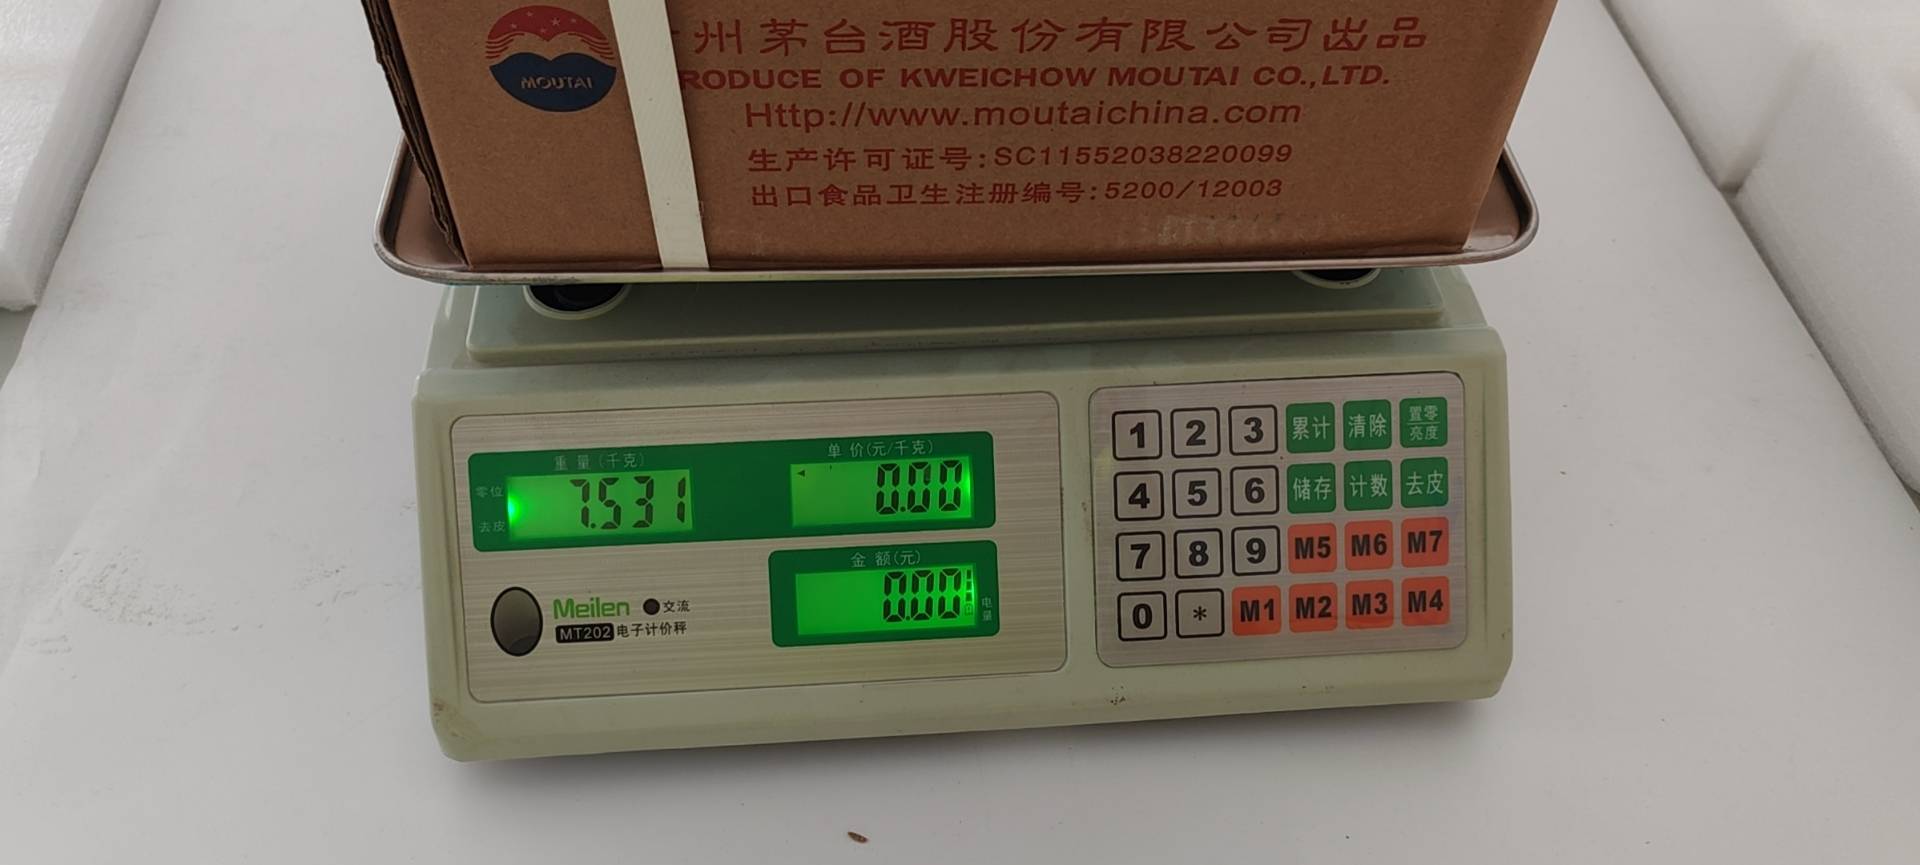 MOUTAI
州茅台酒股份有限公司出品
RODUCE OF KWEICHOW MOUTAI CO.,LTD.
Http://www.moutaichina.com
生产许可证号:SC11552038220099
出口食品卫生注册编号:5200/12003
重量(千克)
单价(元/千克)
零位
去皮
7.531
0.00
金额(元)
0.00
电量
Meilen
交流
MT202 电子计价秤
1 2 3 累计 清除 置零 亮度
4 5 6 储存 计数 去皮
7 8 9 M5 M6 M7
0 * M1 M2 M3 M4